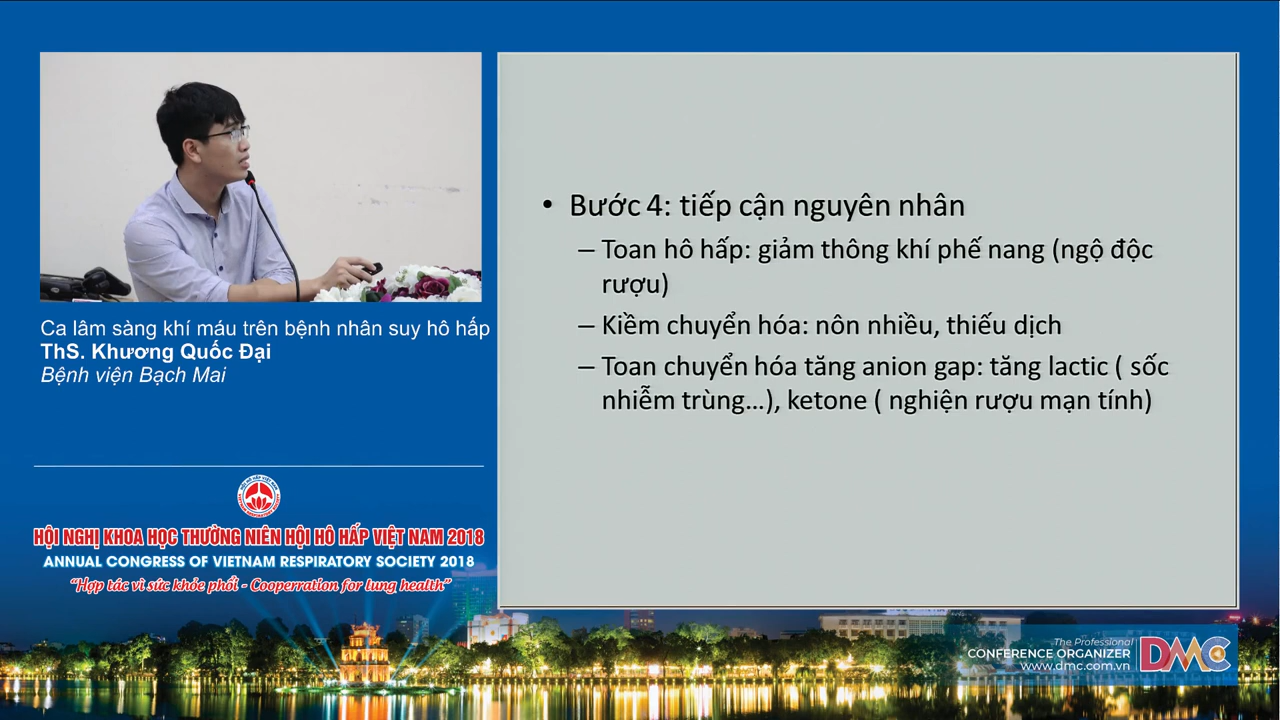 Ca lâm sàng khí máu trên bệnh nhân suy hô hấp
ThS. Khương Quốc Đại
Bệnh viện Bạch Mai
HỘI NGHỊ KHOA HỌC THƯỜNG NIÊN HỘI HÔ HẤP VIỆT NAM 2018
ANNUAL CONGRESS OF VIETNAM RESPIRATORY SOCIETY 2018
“Hợp tác vì sức khỏe phổi - Cooperration for lung health”
• Bước 4: tiếp cận nguyên nhân
– Toan hô hấp: giảm thông khí phế nang (ngộ độc
rượu)
– Kiềm chuyển hóa: nôn nhiều, thiếu dịch
– Toan chuyển hóa tăng anion gap: tăng lactic ( sốc
nhiễm trùng…), ketone ( nghiện rượu mạn tính)
The Professional
CONFERENCE ORGANIZER
www.dmc.com.vn
DMC